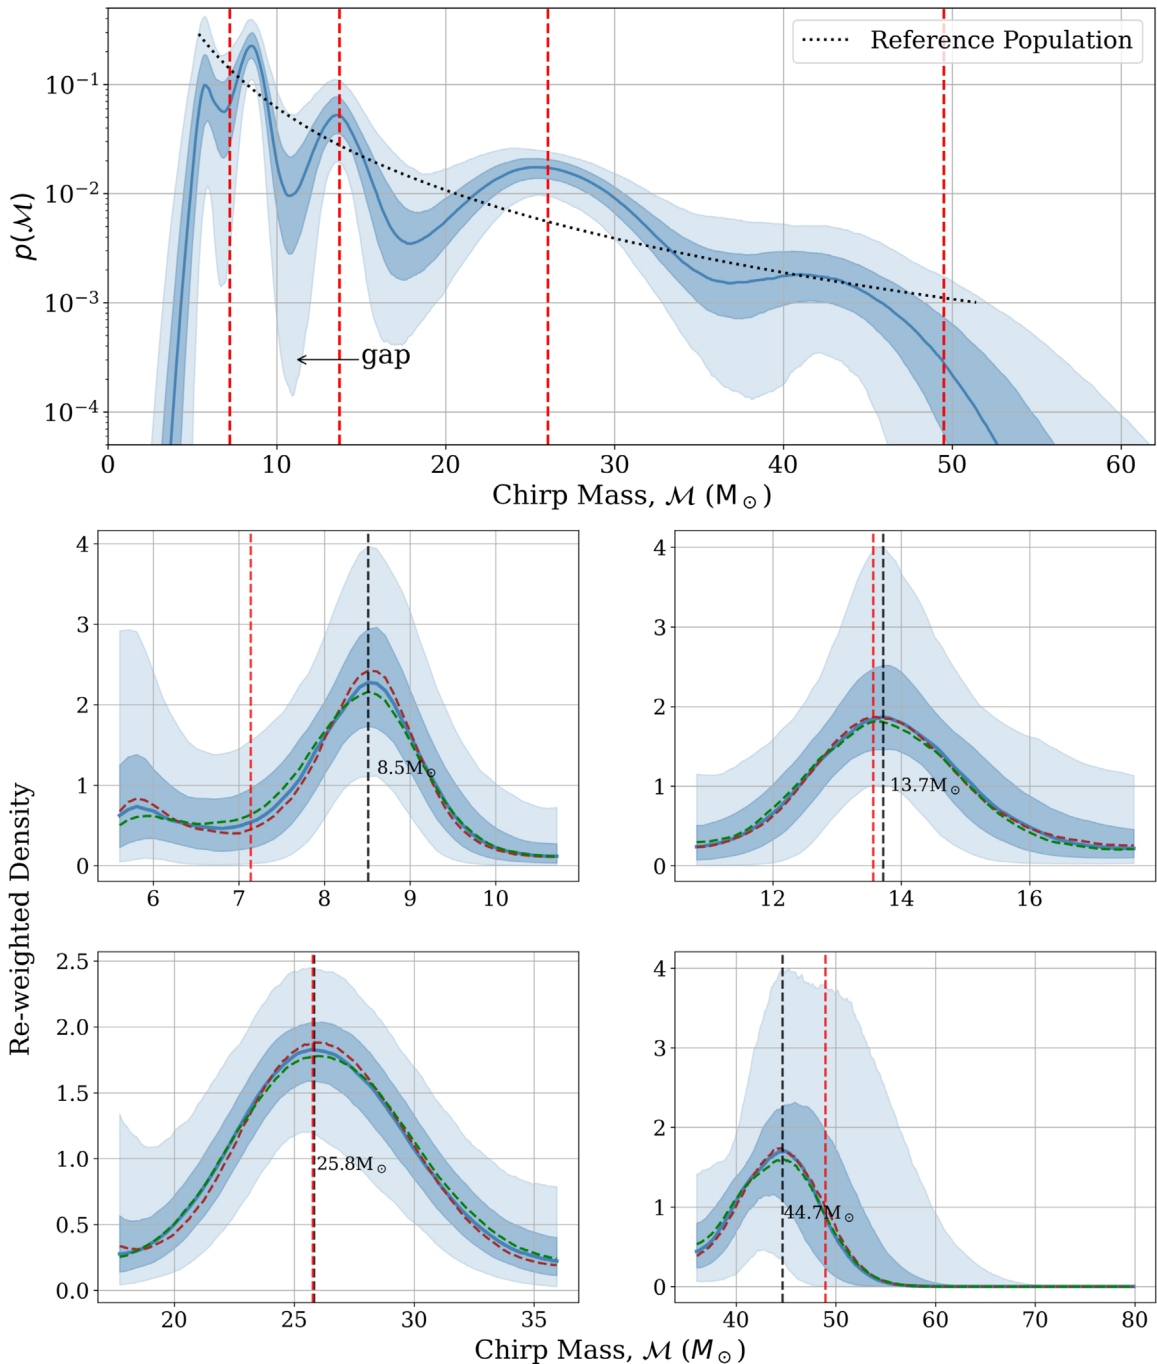 Reference Population
10⁻¹
10⁻²
10⁻³
10⁻⁴
p(ℳ)
gap
0 10 20 30 40 50 60
Chirp Mass, ℳ (M⊙)
4
3
2
1
0
8.5M⊙
6 7 8 9 10
4
3
2
1
0
13.7M⊙
12 14 16
Re-weighted Density
2.5
2.0
1.5
1.0
0.5
0.0
25.8M⊙
20 25 30 35
4
3
2
1
0
44.7M⊙
40 50 60 70 80
Chirp Mass, ℳ (M⊙)